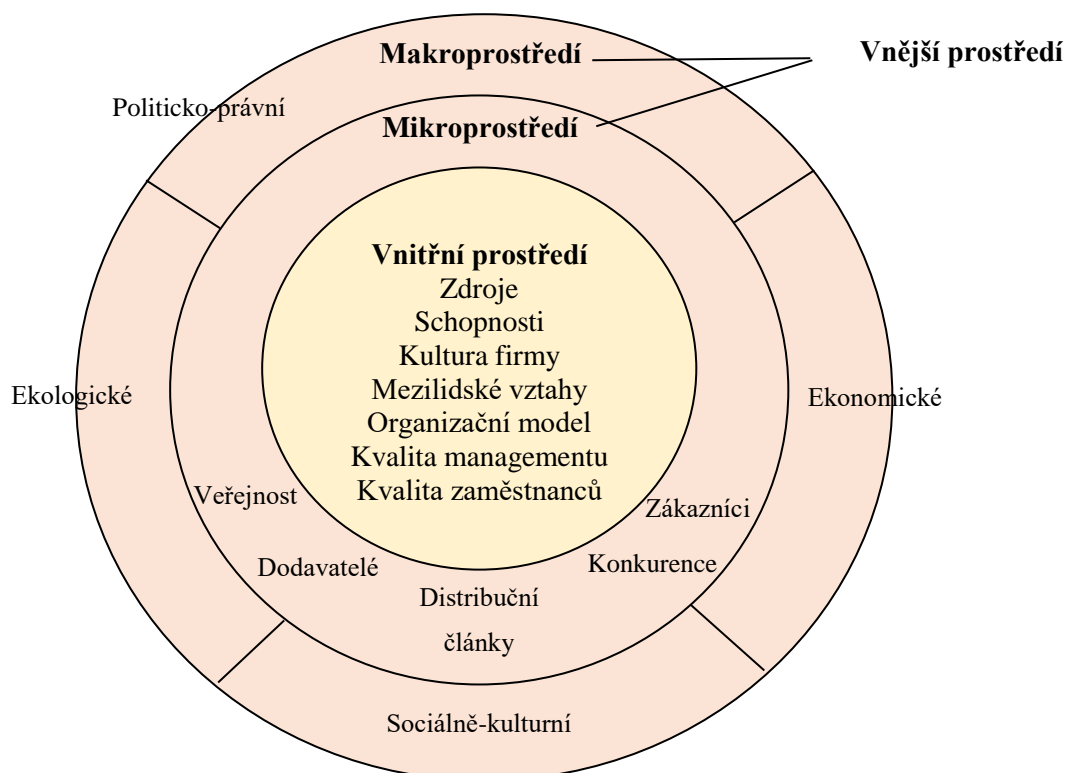 Makroprostředí
Vnější prostředí
Politicko-právní
Mikroprostředí
Vnitřní prostředí
Zdroje
Schopnosti
Kultura firmy
Mezilidské vztahy
Organizační model
Kvalita managementu
Kvalita zaměstnanců
Ekologické
Ekonomické
Veřejnost
Zákazníci
Dodavatelé
Konkurence
Distribuční
články
Sociálně-kulturní